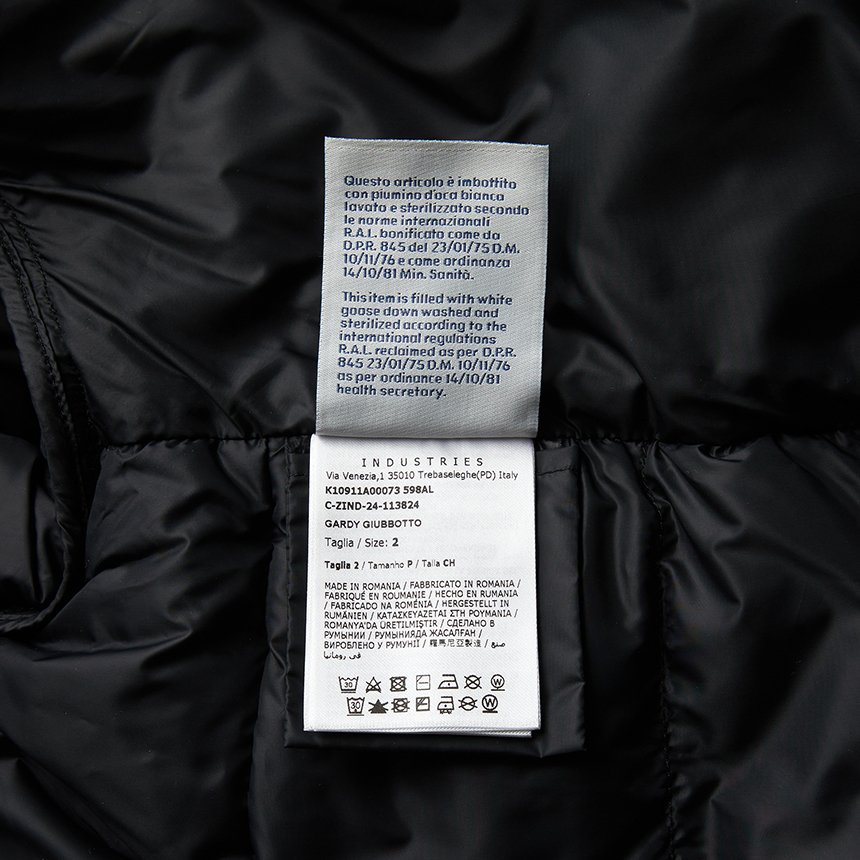 Questo articolo è imbottito
con piumino d'oca bianca
lavato e sterilizzato secondo
le norme internazionali
R.A.L. bonificato come da
D.P.R. 845 del 23/01/75 D.M.
10/11/76 e come ordinanza
14/10/81 Min. Sanità.
This item is filled with white
goose down washed and
sterilized according to the
international regulations
R.A.L. reclaimed as per D.P.R.
845 23/01/75 D.M. 10/11/76
as per ordinance 14/10/81
health secretary.
INDUSTRIES
Via Venezia,1 35010 Trebaseleghe(PD) Italy
K10911A00073 598AL
C-ZIND-24-113824
GARDY GIUBBOTTO
Taglia / Size: 2
Taglia 2 / Tamanho P / Talla CH
MADE IN ROMANIA / FABBRICATO IN ROMANIA /
FABRIQUÉ EN ROUMANIE / HECHO EN RUMANIA
/ FABRICADO NA ROMÉNIA / HERGESTELLT IN
RUMÄNIEN / ΚΑΤΑΣΚΕΥΑΖΕΤΑΙ ΣΤΗ ΡΟΥΜΑΝΙΑ /
ROMANYA'DA ÜRETILMIŞTIR / СДЕЛАНО В
РУМЫНИИ / РУМЫНИЯДА ЖАСАЛҒАН /
ВИРОБЛЕНО У РУМУНІЇ / 羅馬尼亞製造 / صنع
في رومانيا
30 W
30 W